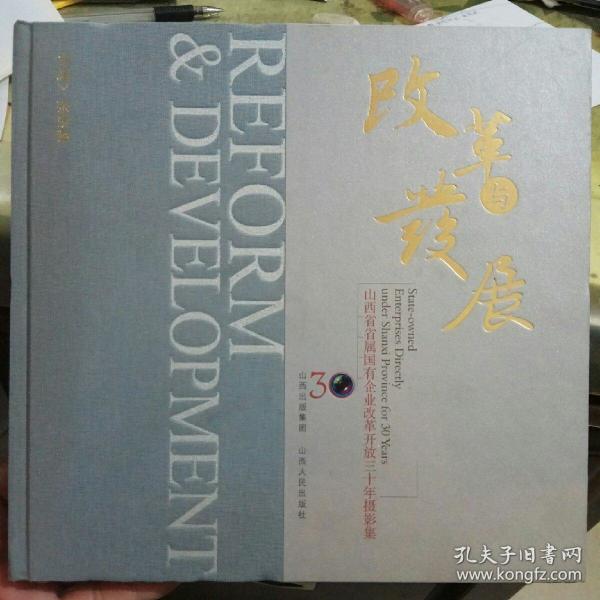 改革与发展
REFORM
& DEVELOPMENT
State-owned
Enterprises Directly
under Shanxi Province for 30 Years
山西省省属国有企业改革开放三十年摄影集
30
山西出版集团 山西人民出版社
孔夫子旧书网
www.kongfz.com